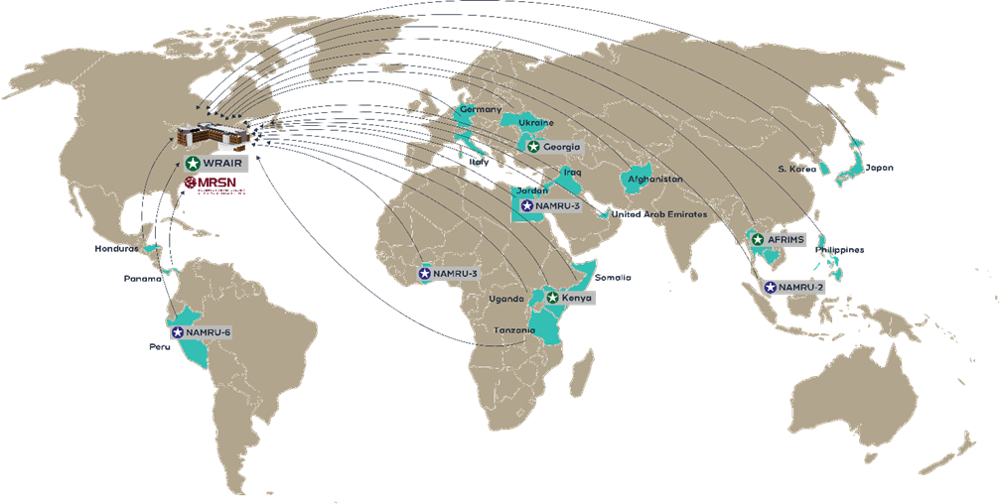 Germany
Ukraine
Georgia
Italy
WRAIR
MRSN
S. Korea
Japan
Iraq
Afghanistan
Jordan
NAMRU-3
United Arab Emirates
Honduras
AFRIMS
Philippines
Panama
NAMRU-3
Somalia
NAMRU-2
Uganda
Kenya
NAMRU-6
Tanzania
Peru